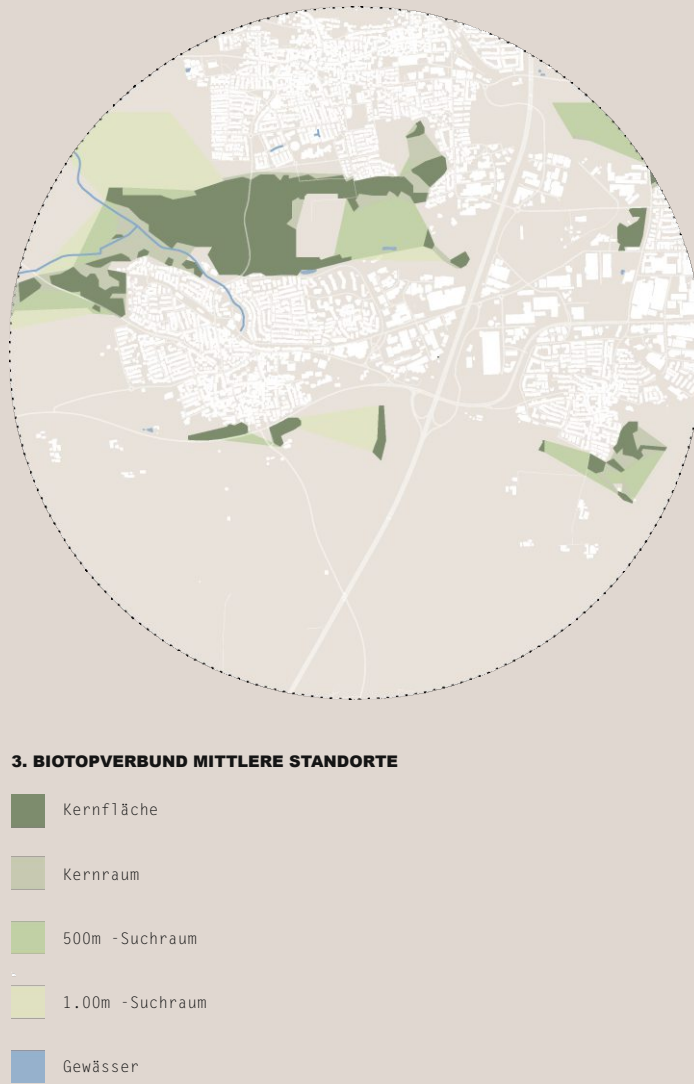 3. BIOTOPVERBUND MITTLERE STANDORTE
Kernfläche
Kernraum
500m -Suchraum
1.00m -Suchraum
Gewässer